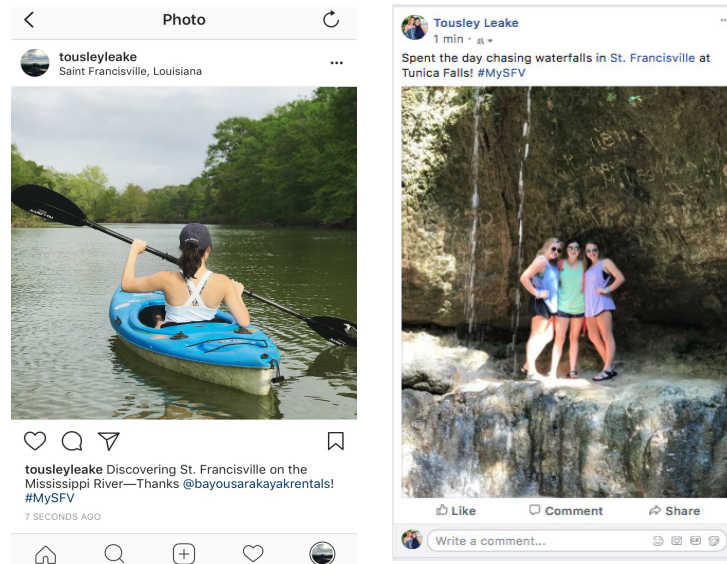 Photo
tousleyleake
Saint Francisville, Louisiana
tousleyleake Discovering St. Francisville on the
Mississippi River—Thanks @bayousarakayakrentals!
#MySFV
7 SECONDS AGO
Tousley Leake
1 min ·
Spent the day chasing waterfalls in St. Francisville at
Tunica Falls! #MySFV
Like Comment Share
Write a comment...